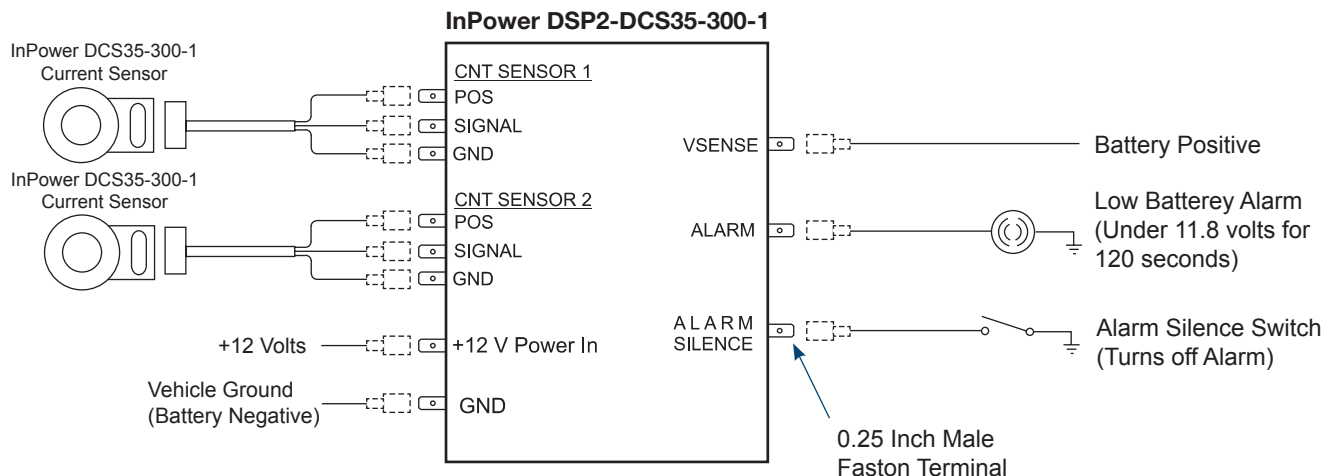 InPower DSP2-DCS35-300-1
InPower DCS35-300-1
Current Sensor
CNT SENSOR 1
POS
SIGNAL
GND
InPower DCS35-300-1
Current Sensor
CNT SENSOR 2
POS
SIGNAL
GND
+12 Volts
+12 V Power In
Vehicle Ground
(Battery Negative)
GND
VSENSE
Battery Positive
ALARM
Low Batterey Alarm
(Under 11.8 volts for
120 seconds)
ALARM
SILENCE
Alarm Silence Switch
(Turns off Alarm)
0.25 Inch Male
Faston Terminal